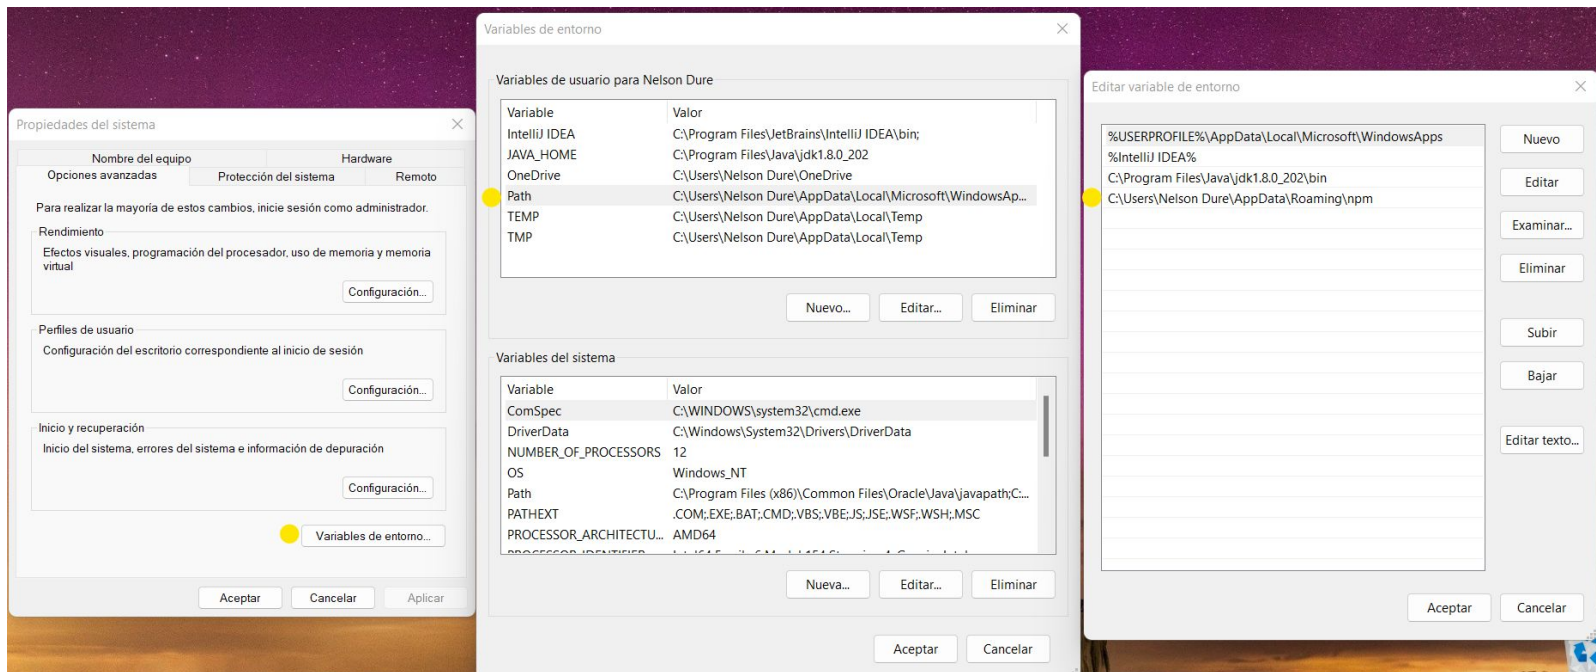 Propiedades del sistema
Nombre del equipo
Hardware
Opciones avanzadas
Protección del sistema
Remoto
Para realizar la mayoría de estos cambios, inicie sesión como administrador.
Rendimiento
Efectos visuales, programación del procesador, uso de memoria y memoria
virtual
Configuración...
Perfiles de usuario
Configuración del escritorio correspondiente al inicio de sesión
Configuración...
Inicio y recuperación
Inicio del sistema, errores del sistema e información de depuración
Configuración...
Variables de entorno...
Aceptar
Cancelar
Aplicar
Variables de entorno
Variables de usuario para Nelson Dure
Variable Valor
IntelliJ IDEA C:\Program Files\JetBrains\IntelliJ IDEA\bin;
JAVA_HOME C:\Program Files\Java\jdk1.8.0_202
OneDrive C:\Users\Nelson Dure\OneDrive
Path C:\Users\Nelson Dure\AppData\Local\Microsoft\WindowsAp...
TEMP C:\Users\Nelson Dure\AppData\Local\Temp
TMP C:\Users\Nelson Dure\AppData\Local\Temp
Nuevo...
Editar...
Eliminar
Variables del sistema
Variable Valor
ComSpec C:\WINDOWS\system32\cmd.exe
DriverData C:\Windows\System32\Drivers\DriverData
NUMBER_OF_PROCESSORS 12
OS Windows_NT
Path C:\Program Files (x86)\Common Files\Oracle\Java\javapath;C:...
PATHEXT .COM;.EXE;.BAT;.CMD;.VBS;.VBE;.JS;.JSE;.WSF;.WSH;.MSC
PROCESSOR_ARCHITECTU... AMD64
Nueva...
Editar...
Eliminar
Aceptar
Cancelar
Editar variable de entorno
%USERPROFILE%\AppData\Local\Microsoft\WindowsApps
%IntelliJ IDEA%
C:\Program Files\Java\jdk1.8.0_202\bin
C:\Users\Nelson Dure\AppData\Roaming\npm
Nuevo
Editar
Examinar...
Eliminar
Subir
Bajar
Editar texto...
Aceptar
Cancelar